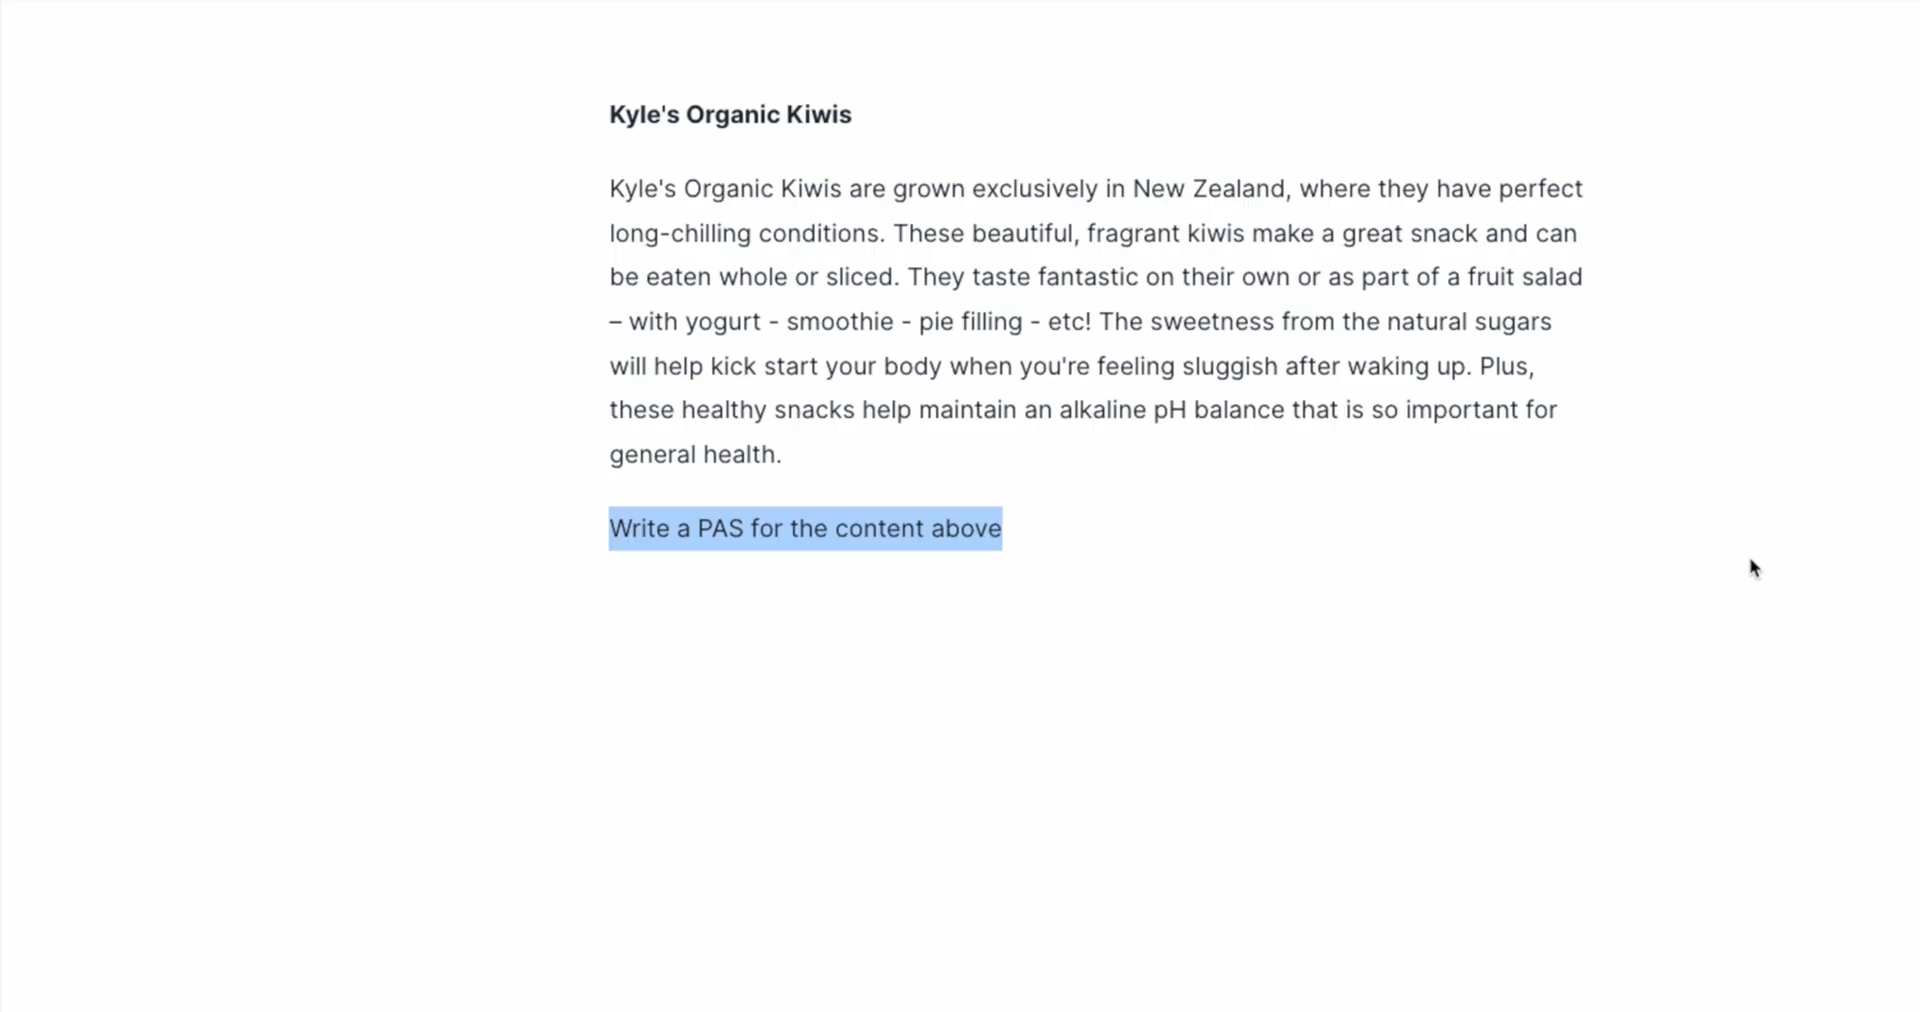 Kyle's Organic Kiwis
Kyle's Organic Kiwis are grown exclusively in New Zealand, where they have perfect
long-chilling conditions. These beautiful, fragrant kiwis make a great snack and can
be eaten whole or sliced. They taste fantastic on their own or as part of a fruit salad
– with yogurt - smoothie - pie filling - etc! The sweetness from the natural sugars
will help kick start your body when you're feeling sluggish after waking up. Plus,
these healthy snacks help maintain an alkaline pH balance that is so important for
general health.
Write a PAS for the content above